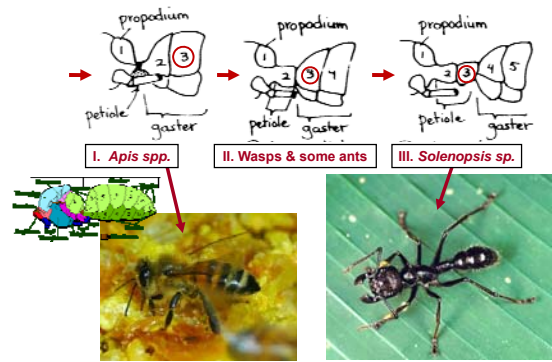 propodium
propodium
propodium
1
2
3
1
2
3
4
1
2
3
4
5
petiole
gaster
petiole
gaster
petiole
gaster
I. Apis spp.
II. Wasps & some ants
III. Solenopsis sp.